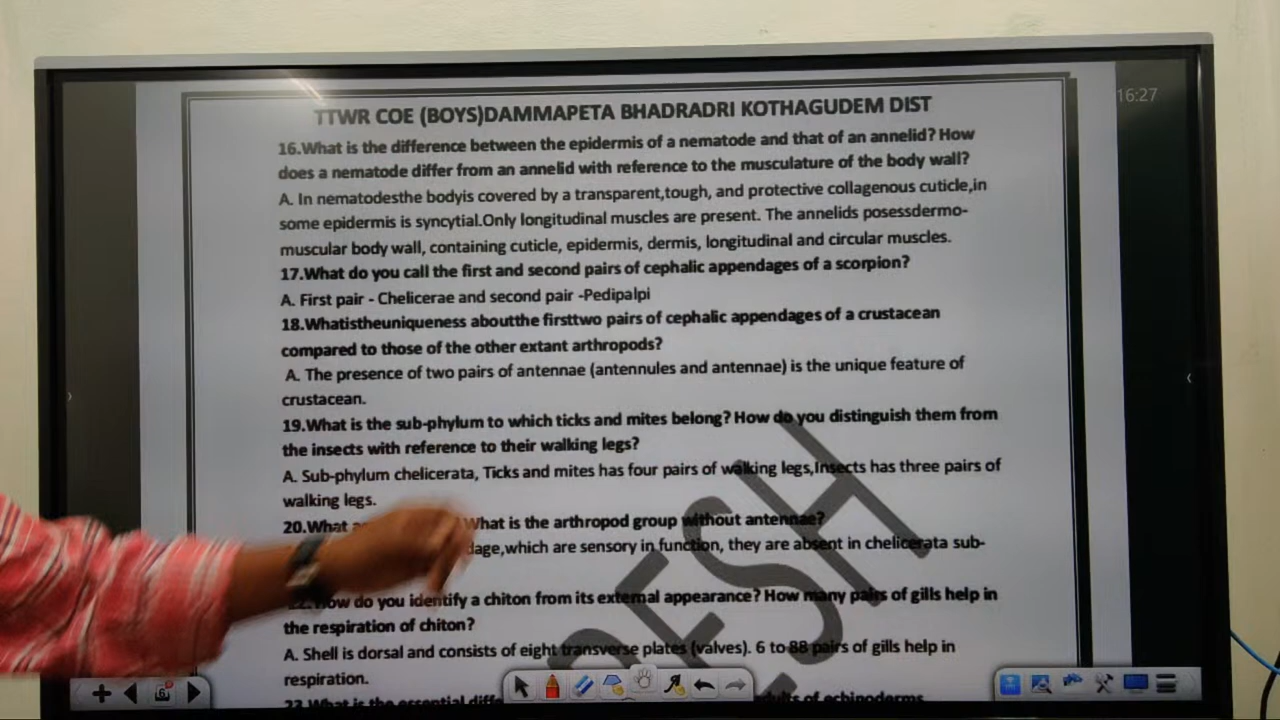 TTWR COE (BOYS)DAMMAPETA BHADRADRI KOTHAGUDEM DIST
16:27
16.What is the difference between the epidermis of a nematode and that of an annelid? How
does a nematode differ from an annelid with reference to the musculature of the body wall?
A. In nematodesthe bodyis covered by a transparent,tough, and protective collagenous cuticle,in
some epidermis is syncytial.Only longitudinal muscles are present. The annelids posessdermo-
muscular body wall, containing cuticle, epidermis, dermis, longitudinal and circular muscles.
17.What do you call the first and second pairs of cephalic appendages of a scorpion?
A. First pair - Chelicerae and second pair -Pedipalpi
18.Whatistheuniqueness aboutthe firsttwo pairs of cephalic appendages of a crustacean
compared to those of the other extant arthropods?
A. The presence of two pairs of antennae (antennules and antennae) is the unique feature of
crustacean.
19.What is the sub-phylum to which ticks and mites belong? How do you distinguish them from
the insects with reference to their walking legs?
A. Sub-phylum chelicerata, Ticks and mites has four pairs of walking legs,Insects has three pairs of
walking legs.
20.What What is the arthropod group without antennae?
dage,which are sensory in function, they are absent in chelicerata sub-
22. How do you identify a chiton from its external appearance? How many pairs of gills help in
the respiration of chiton?
A. Shell is dorsal and consists of eight transverse plates (valves). 6 to 88 pairs of gills help in
respiration.
23.What is the essential diffe of echinoderms
ESH